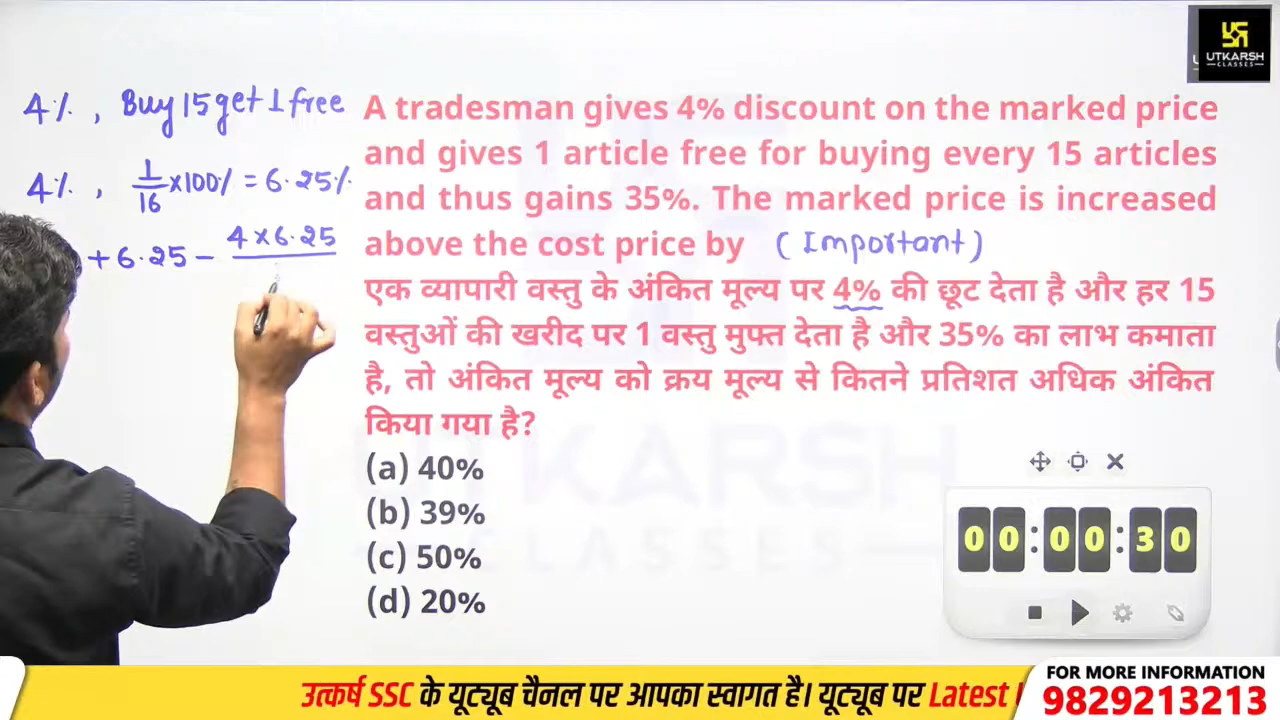 UTKARSH
CLASSES
4%, Buy 15 get 1 free
4%, 1/16 ×100% = 6.25%
+ 6.25 - 4×6.25
A tradesman gives 4% discount on the marked price
and gives 1 article free for buying every 15 articles
and thus gains 35%. The marked price is increased
above the cost price by (Important)
एक व्यापारी वस्तु के अंकित मूल्य पर 4% की छूट देता है और हर 15
वस्तुओं की खरीद पर 1 वस्तु मुफ्त देता है और 35% का लाभ कमाता
है, तो अंकित मूल्य को क्रय मूल्य से कितने प्रतिशत अधिक अंकित
किया गया है?
(a) 40%
(b) 39%
(c) 50%
(d) 20%
UTKARSH
CLASSES
00:00:30
उत्कर्ष SSC के यूट्यूब चैनल पर आपका स्वागत है। यूट्यूब पर Latest
FOR MORE INFORMATION
9829213213